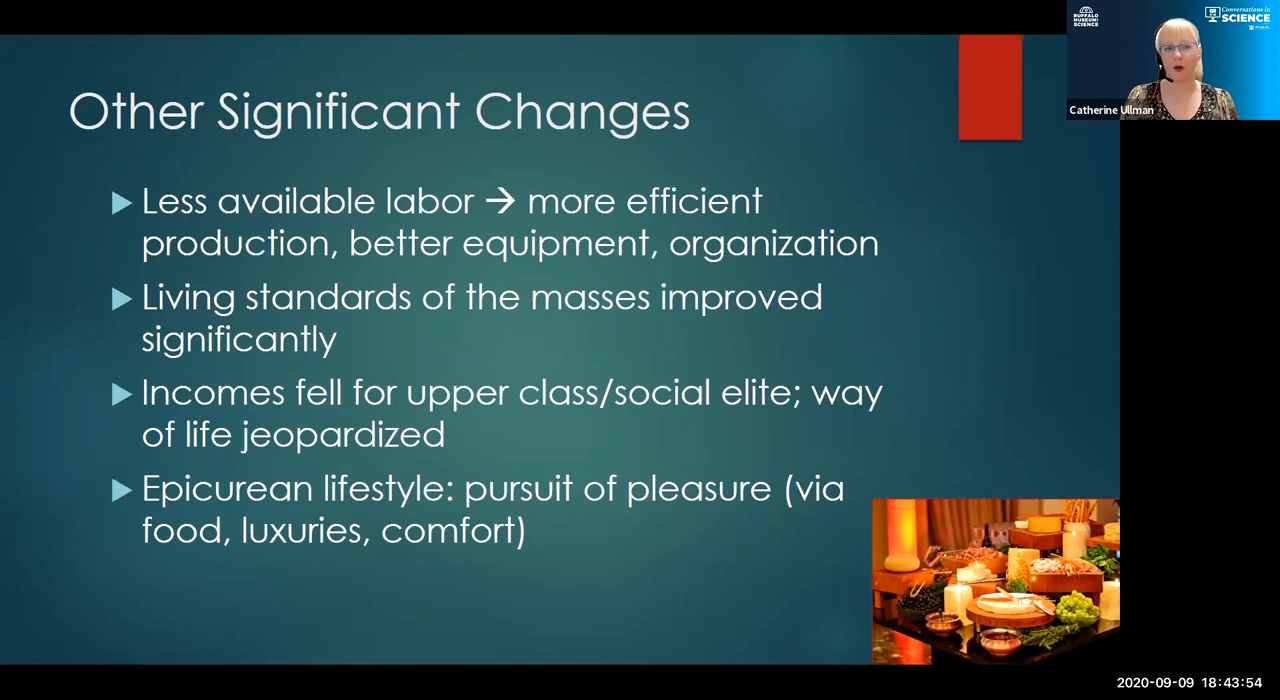 Other Significant Changes
Less available labor → more efficient
production, better equipment, organization
Living standards of the masses improved
significantly
Incomes fell for upper class/social elite; way
of life jeopardized
Epicurean lifestyle: pursuit of pleasure (via
food, luxuries, comfort)
BUFFALO
MUSEUM of
SCIENCE
Conversations in
SCIENCE
Catherine Ullman
2020-09-09 18:43:54